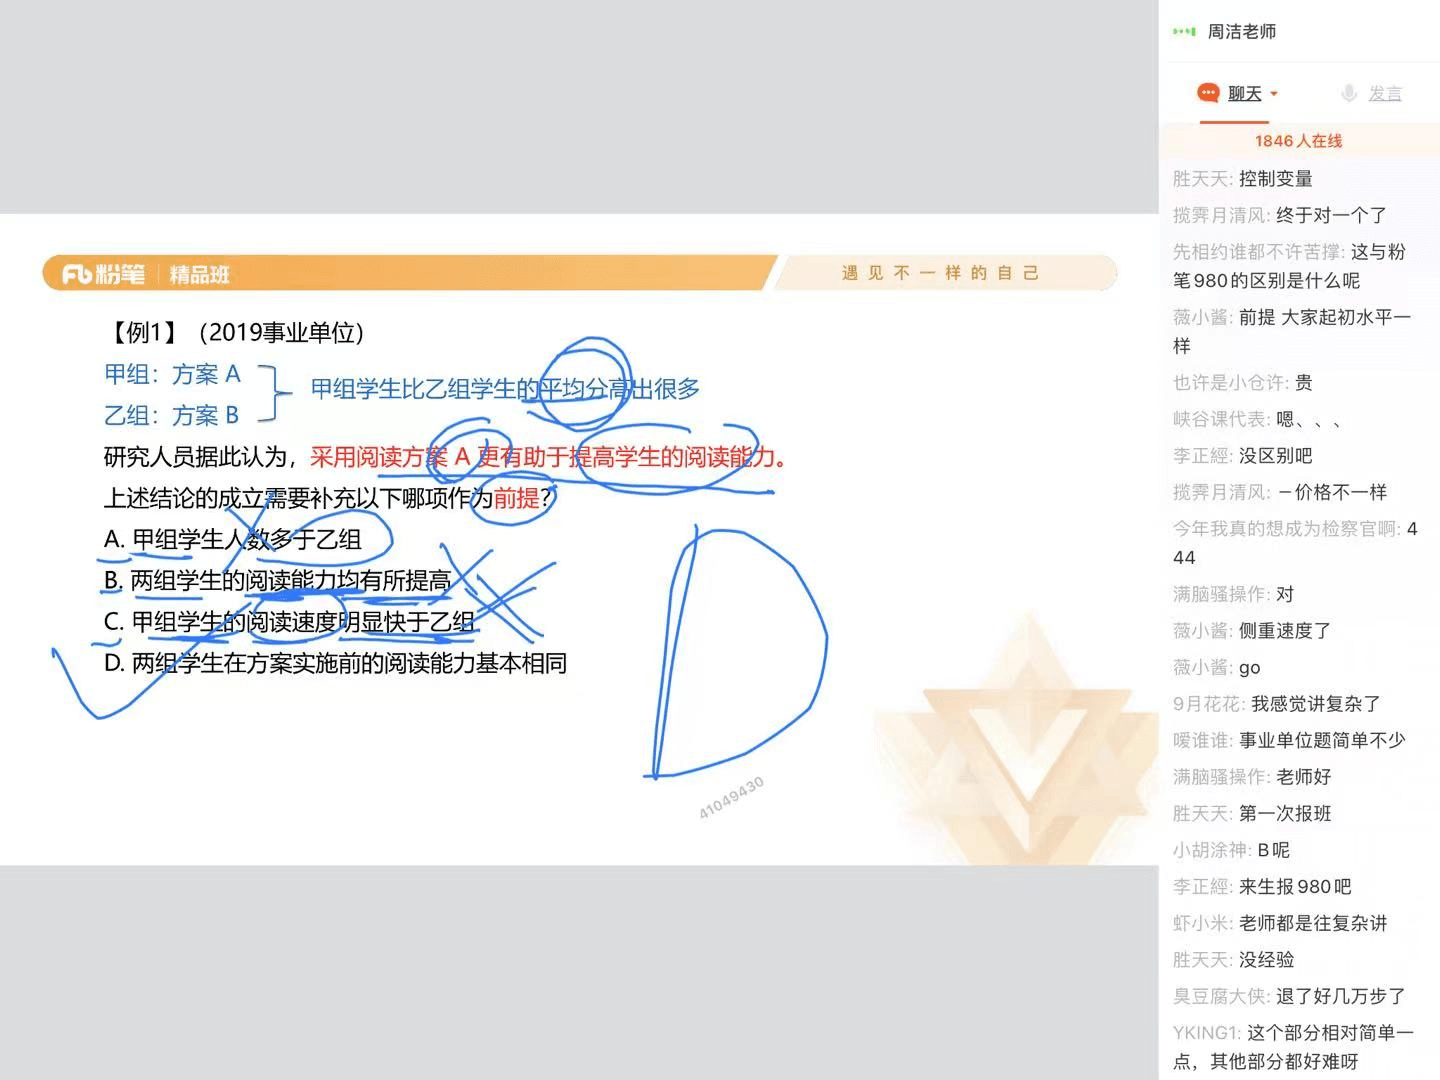 粉笔 精品班 遇见不一样的自己
【例1】（2019事业单位）
甲组：方案 A
乙组：方案 B
甲组学生比乙组学生的平均分高出很多
研究人员据此认为，采用阅读方案 A 更有助于提高学生的阅读能力。
上述结论的成立需要补充以下哪项作为前提？
A. 甲组学生人数多于乙组
B. 两组学生的阅读能力均有所提高
C. 甲组学生的阅读速度明显快于乙组
D. 两组学生在方案实施前的阅读能力基本相同
D
41049430
周洁老师
聊天 发言
1846人在线
胜天天: 控制变量
揽霁月清风: 终于对一个了
先相约谁都不许苦撑: 这与粉
笔980的区别是什么呢
薇小酱: 前提 大家起初水平一
样
也许是小仓许: 贵
峡谷课代表: 嗯、、、
李正經: 没区别吧
揽霁月清风: －价格不一样
今年我真的想成为检察官啊: 4
44
满脑骚操作: 对
薇小酱: 侧重速度了
薇小酱: go
9月花花: 我感觉讲复杂了
嗳谁谁: 事业单位题简单不少
满脑骚操作: 老师好
胜天天: 第一次报班
小胡涂神: B呢
李正經: 来生报980吧
虾小米: 老师都是往复杂讲
胜天天: 没经验
臭豆腐大侠: 退了好几万步了
YKING1: 这个部分相对简单一
点，其他部分都好难呀